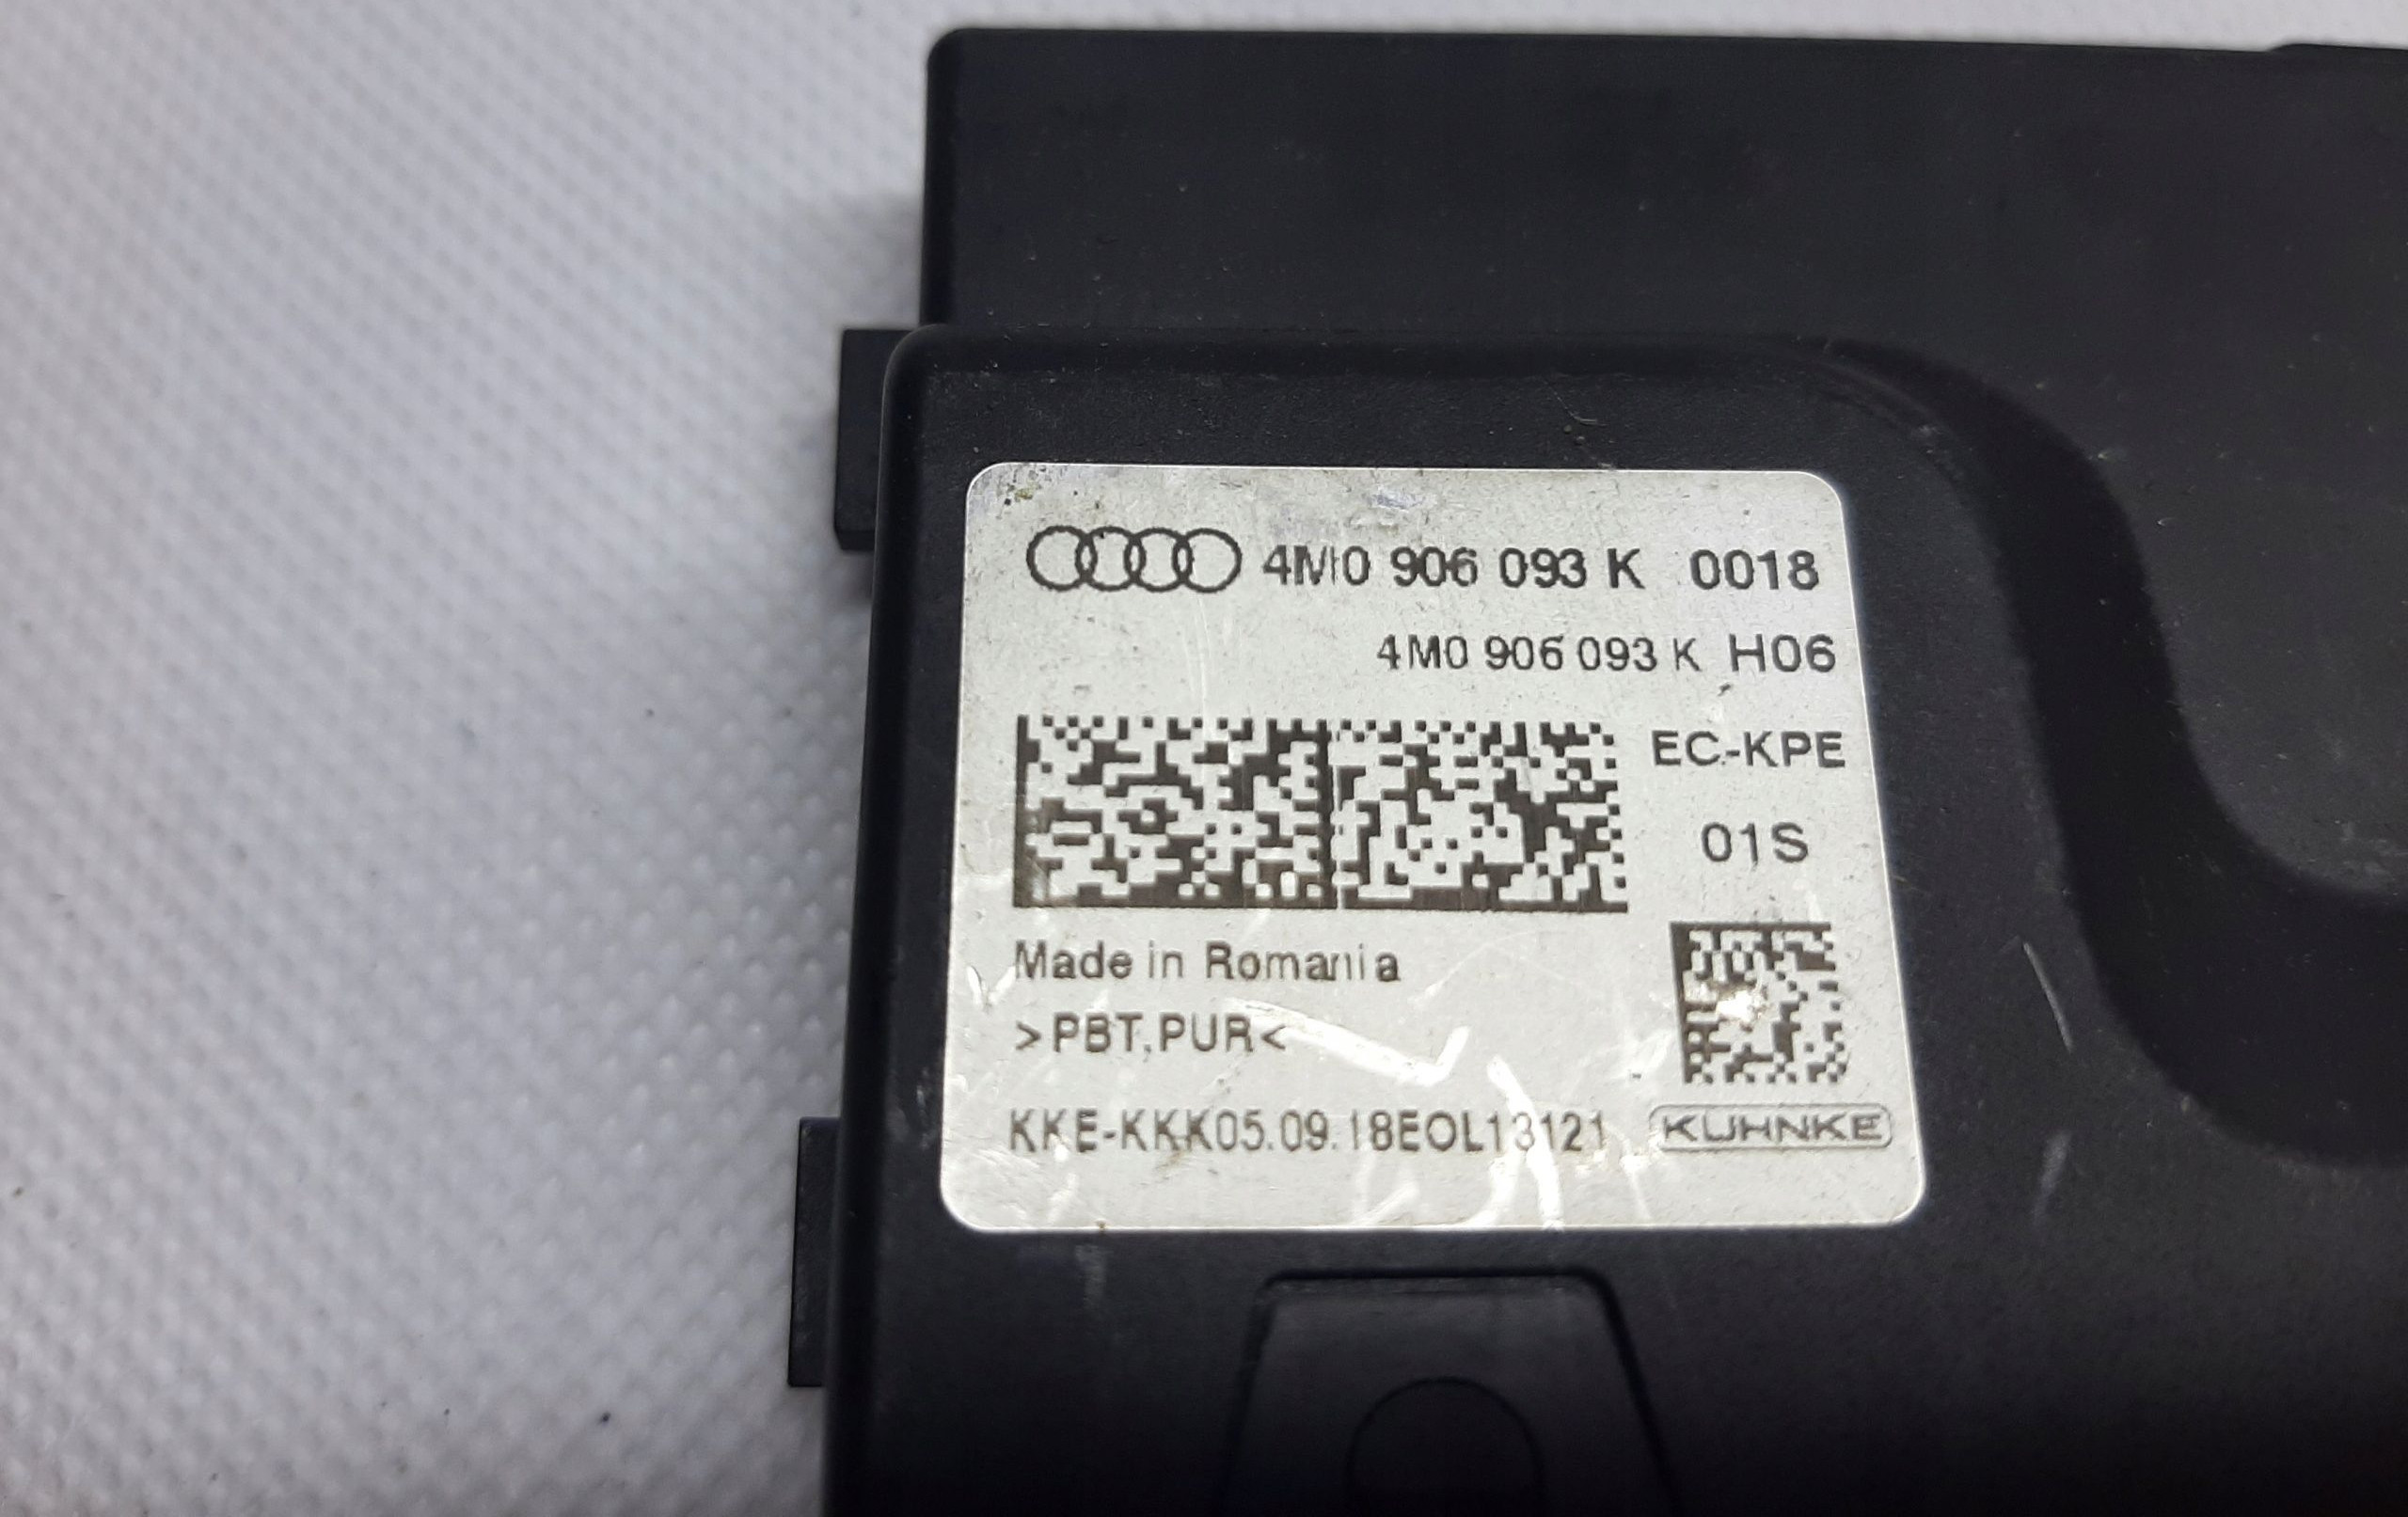 4M0 906 093 K 0018
4M0 906 093 K H06
EC-KPE
01S
Made in Romania
>PBT,PUR<
KKE-KKK05.09.18EOL13121
KUHNKE